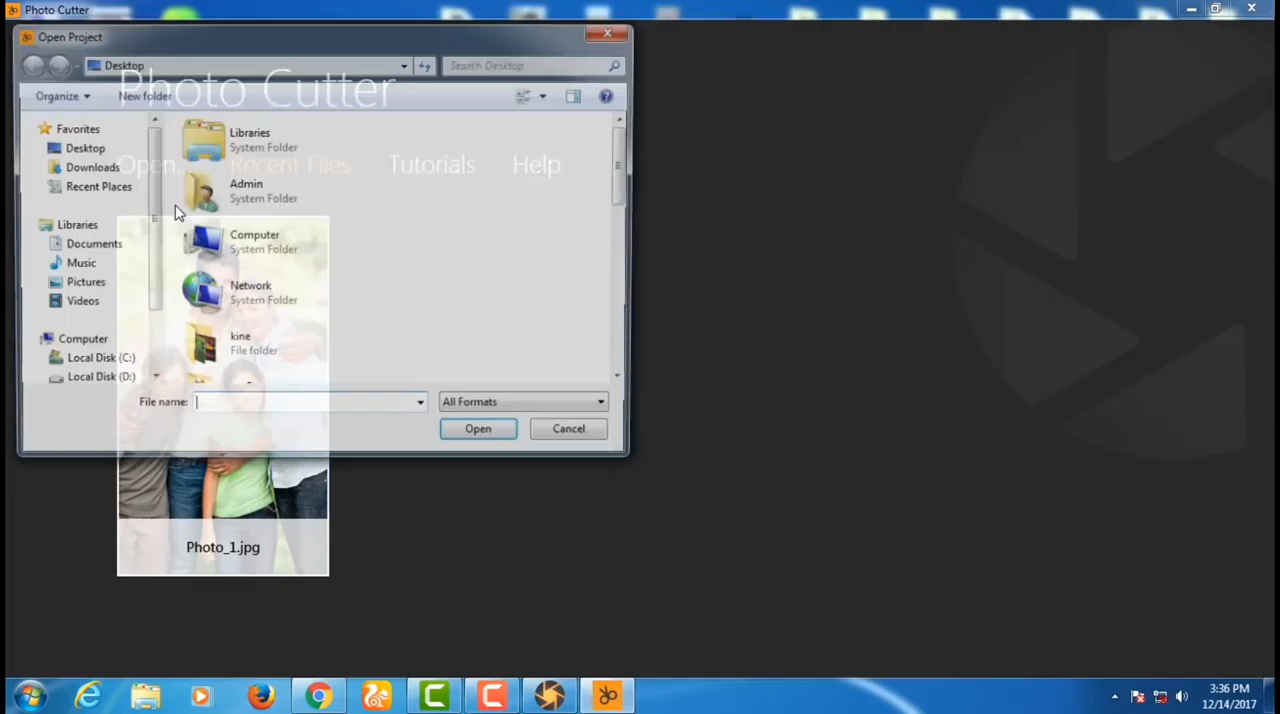 Photo Cutter
Open Project
Desktop
Search Desktop
Photo Cutter
Organize
New folder
Favorites
Desktop
Downloads
Recent Places
Libraries
Documents
Music
Pictures
Videos
Computer
Local Disk (C:)
Local Disk (D:)
Libraries
System Folder
Admin
System Folder
Computer
System Folder
Network
System Folder
kine
File folder
Open...
Recent Files
Tutorials
Help
File name:
All Formats
Open
Cancel
Photo_1.jpg
3:36 PM
12/14/2017